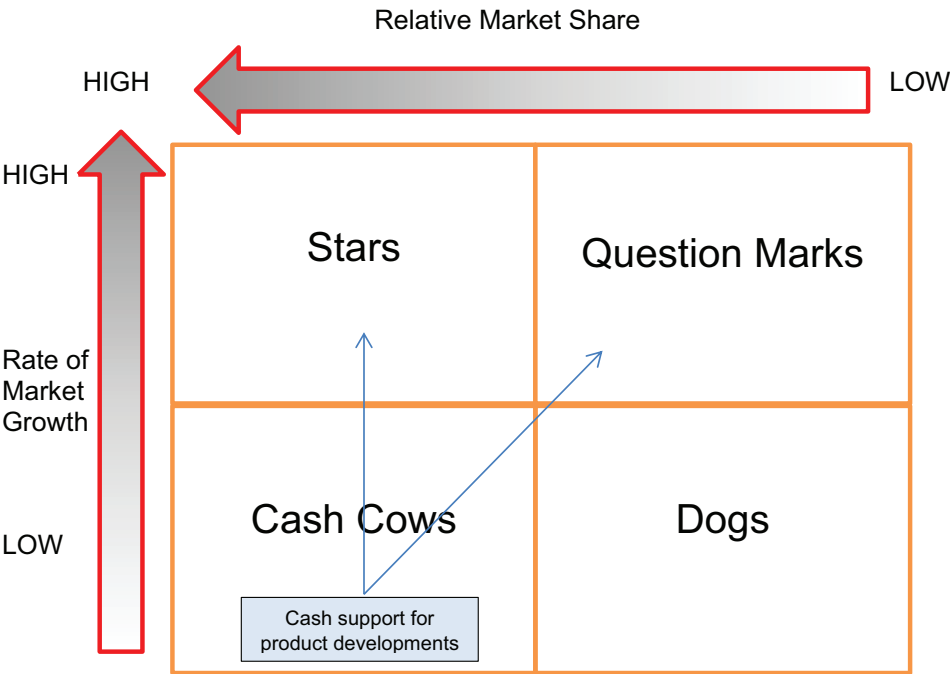 Relative Market Share
HIGH
LOW
HIGH
Stars
Question Marks
Rate of
Market
Growth
Cash Cows
Dogs
LOW
Cash support for
product developments